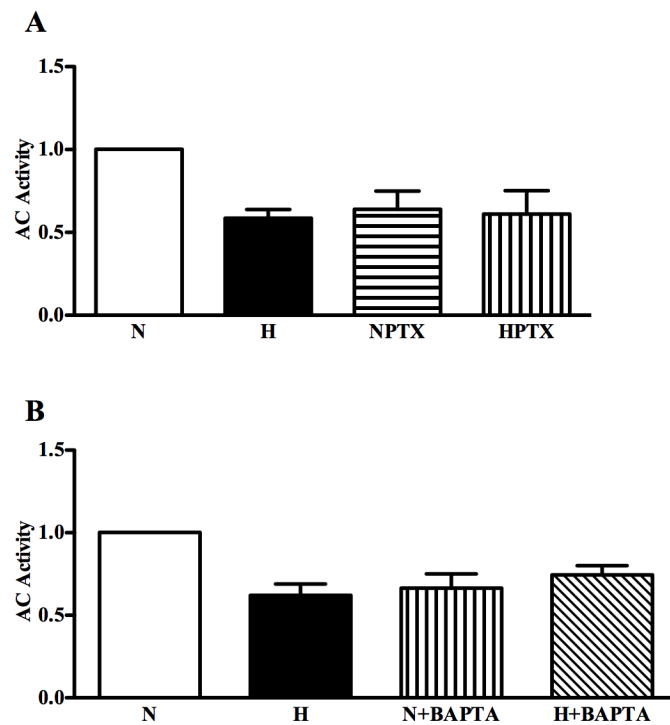 A
1.5
1.0
0.5
0.0
AC Activity
N H NPTX HPTX
B
1.5
1.0
0.5
0.0
AC Activity
N H N+BAPTA H+BAPTA